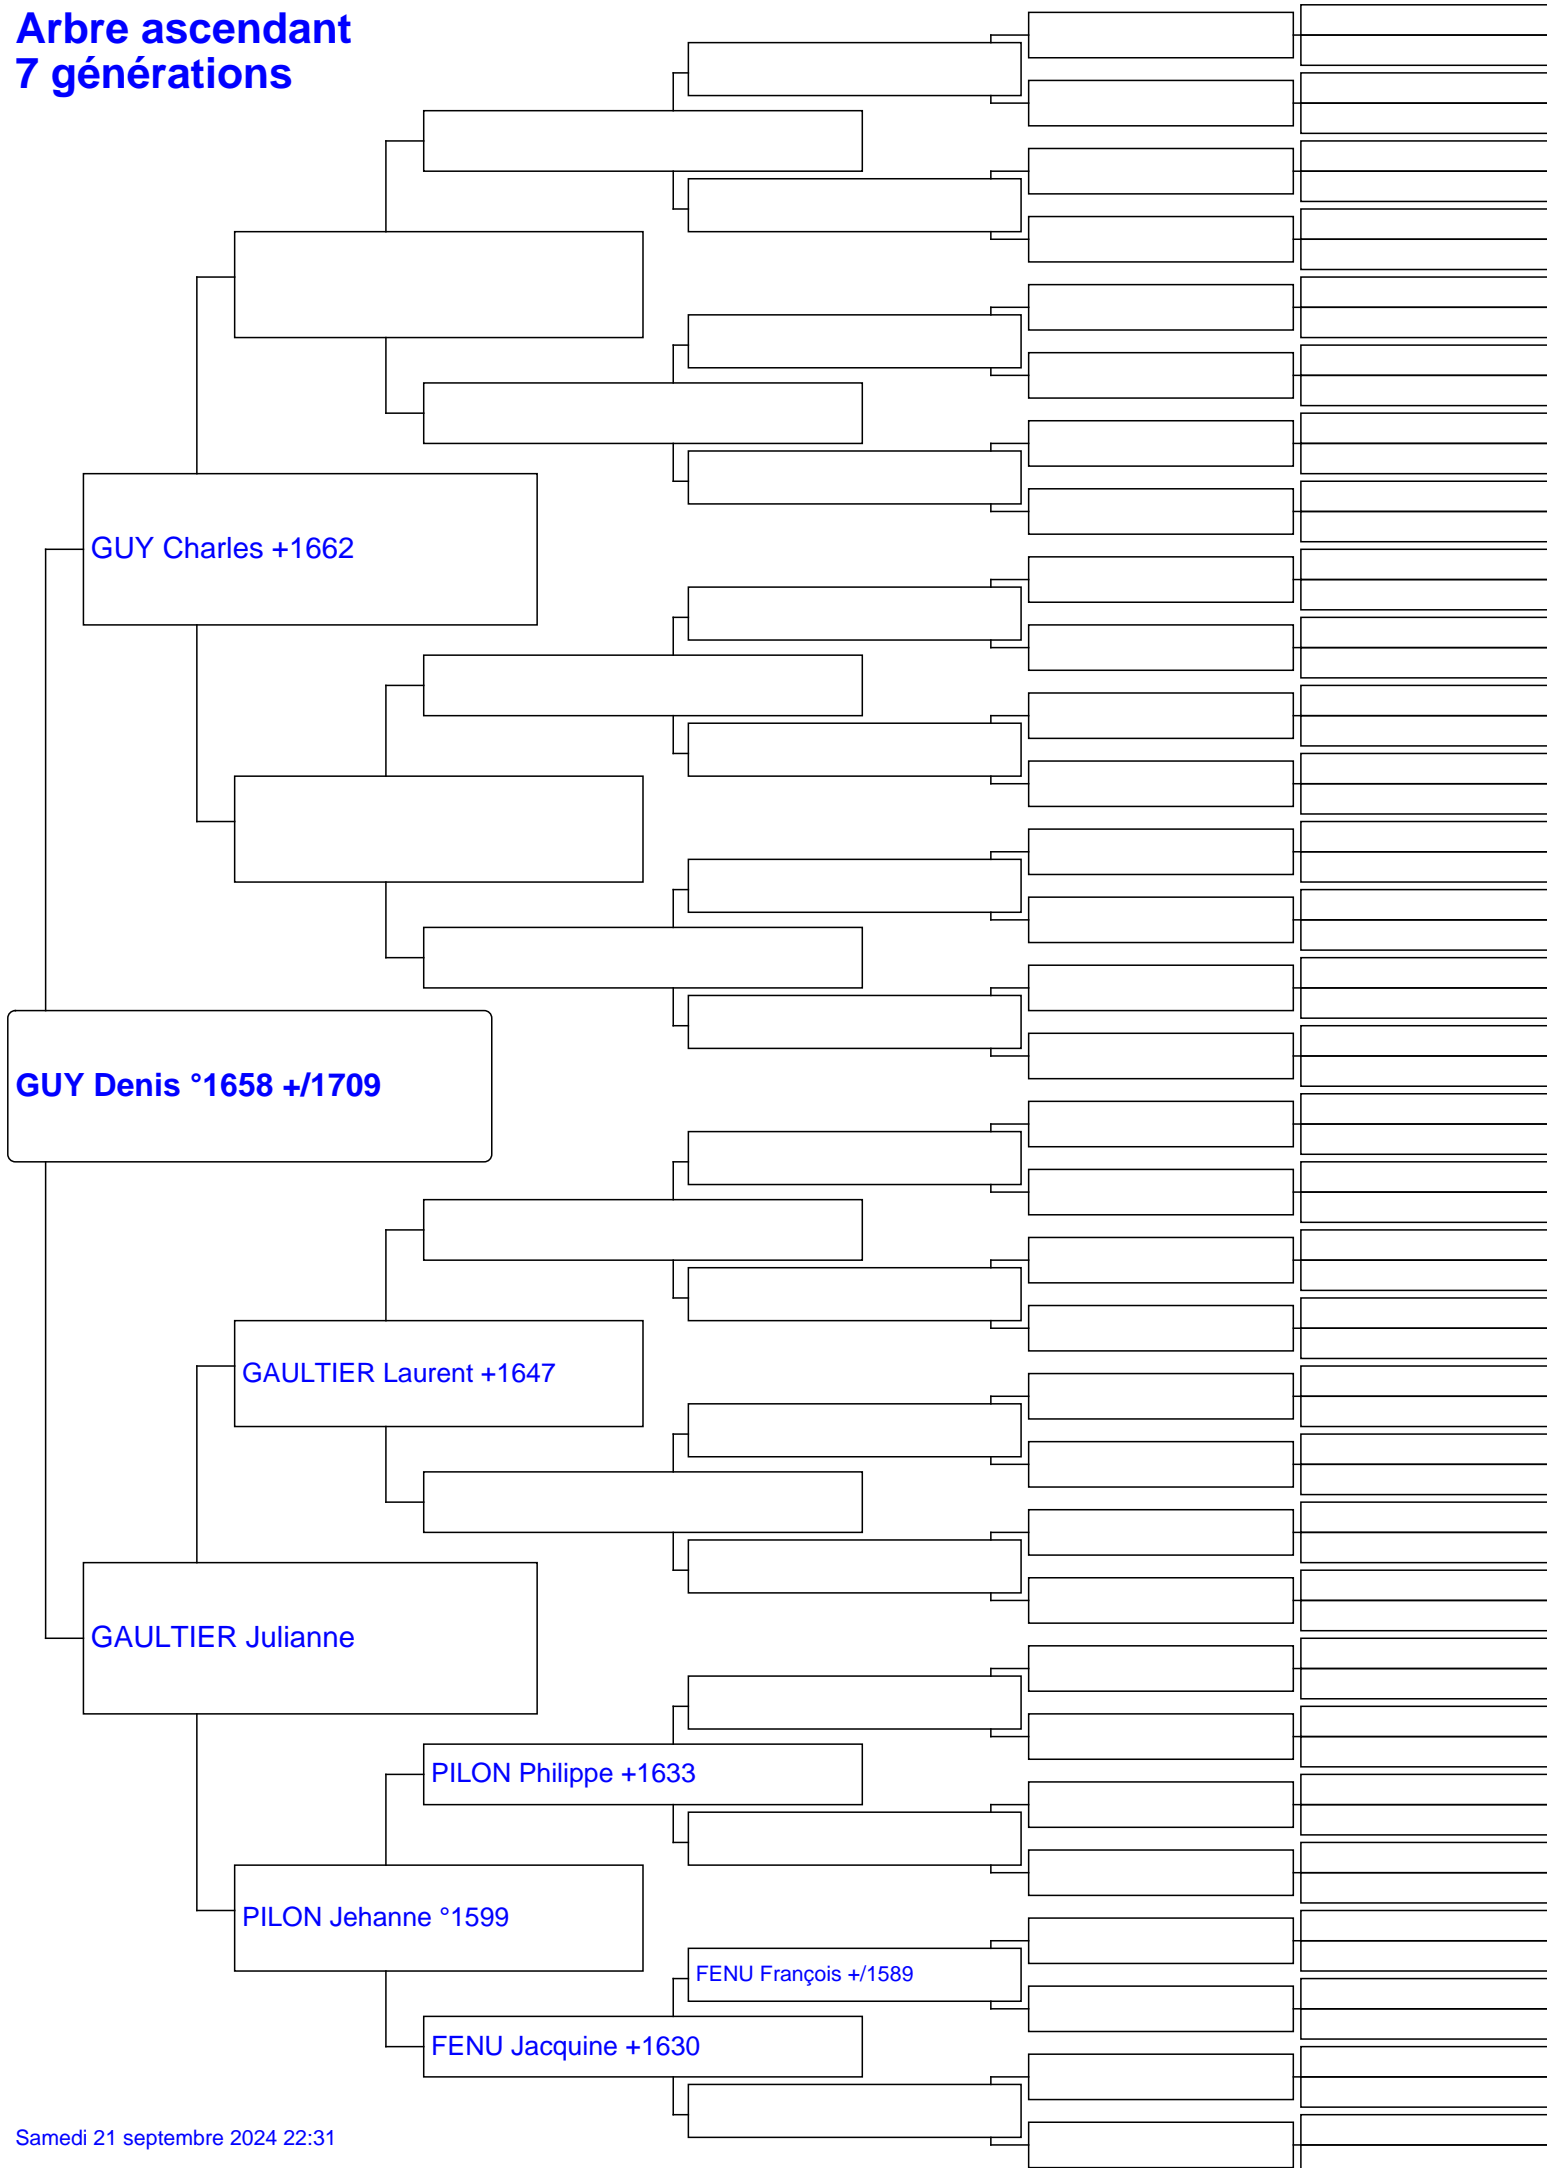 Arbre ascendant
7 générations
GUY Charles +1662
GUY Denis °1658 +/1709
GAULTIER Laurent +1647
GAULTIER Julianne
PILON Philippe +1633
PILON Jehanne °1599
FENU François +/1589
FENU Jacquine +1630
Samedi 21 septembre 2024 22:31